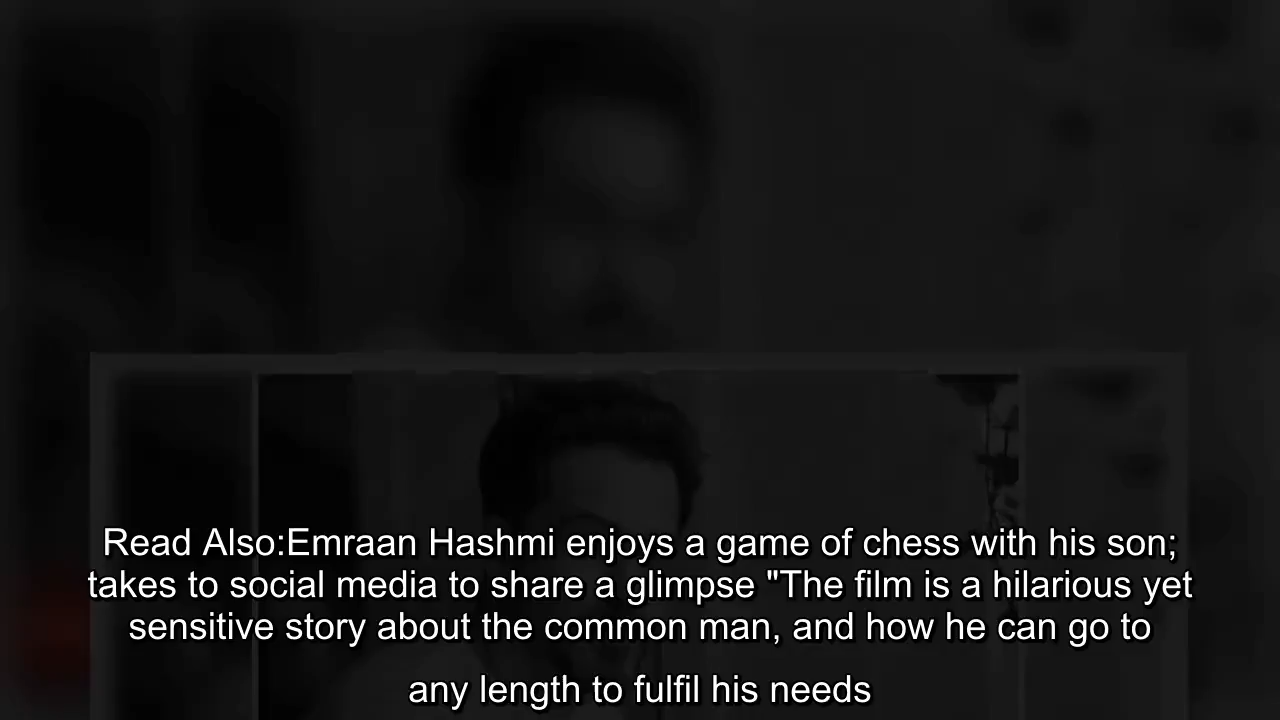 Read Also:Emraan Hashmi enjoys a game of chess with his son;
takes to social media to share a glimpse "The film is a hilarious yet
sensitive story about the common man, and how he can go to
any length to fulfil his needs